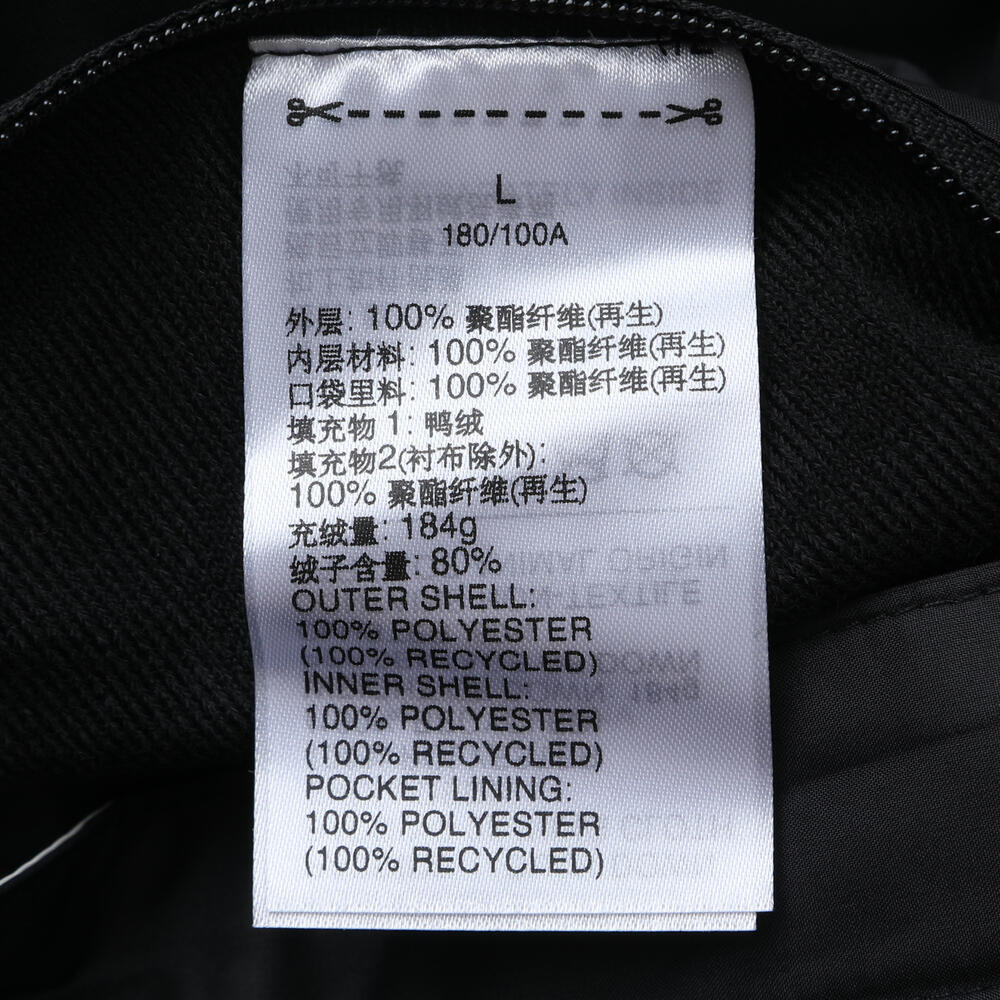 L
180/100A
外层: 100% 聚酯纤维(再生)
内层材料: 100% 聚酯纤维(再生)
口袋里料: 100% 聚酯纤维(再生)
填充物 1: 鸭绒
填充物2(衬布除外):
100% 聚酯纤维(再生)
充绒量: 184g
绒子含量: 80%
OUTER SHELL:
100% POLYESTER
(100% RECYCLED)
INNER SHELL:
100% POLYESTER
(100% RECYCLED)
POCKET LINING:
100% POLYESTER
(100% RECYCLED)